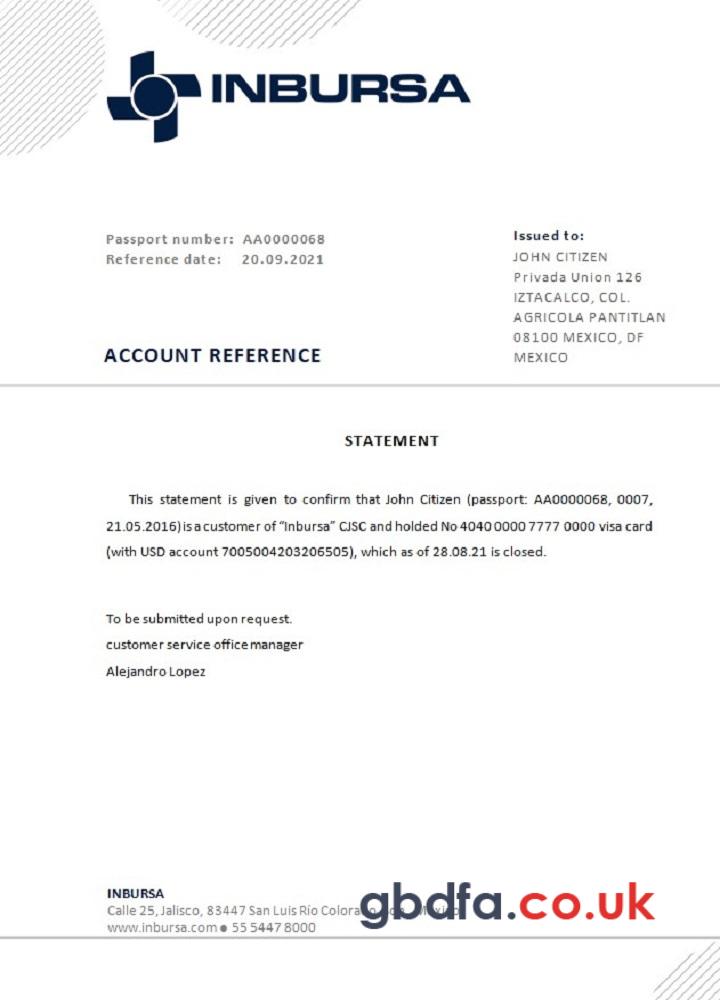 INBURSA
Passport number: AA0000068
Reference date: 20.09.2021
Issued to:
JOHN CITIZEN
Privada Union 126
IZTACALCO, COL.
AGRICOLA PANTITLAN
08100 MEXICO, DF
MEXICO
ACCOUNT REFERENCE
STATEMENT
This statement is given to confirm that John Citizen (passport: AA0000068, 0007,
21.05.2016) is a customer of “Inbursa” CJSC and holded No 4040 0000 7777 0000 visa card
(with USD account 7005004203206505), which as of 28.08.21 is closed.
To be submitted upon request.
customer service office manager
Alejandro Lopez
INBURSA
Calle 25, Jalisco, 83447 San Luis Río Colorado, Son., Mexico
www.inbursa.com ● 55 5447 8000
gbdfa.co.uk